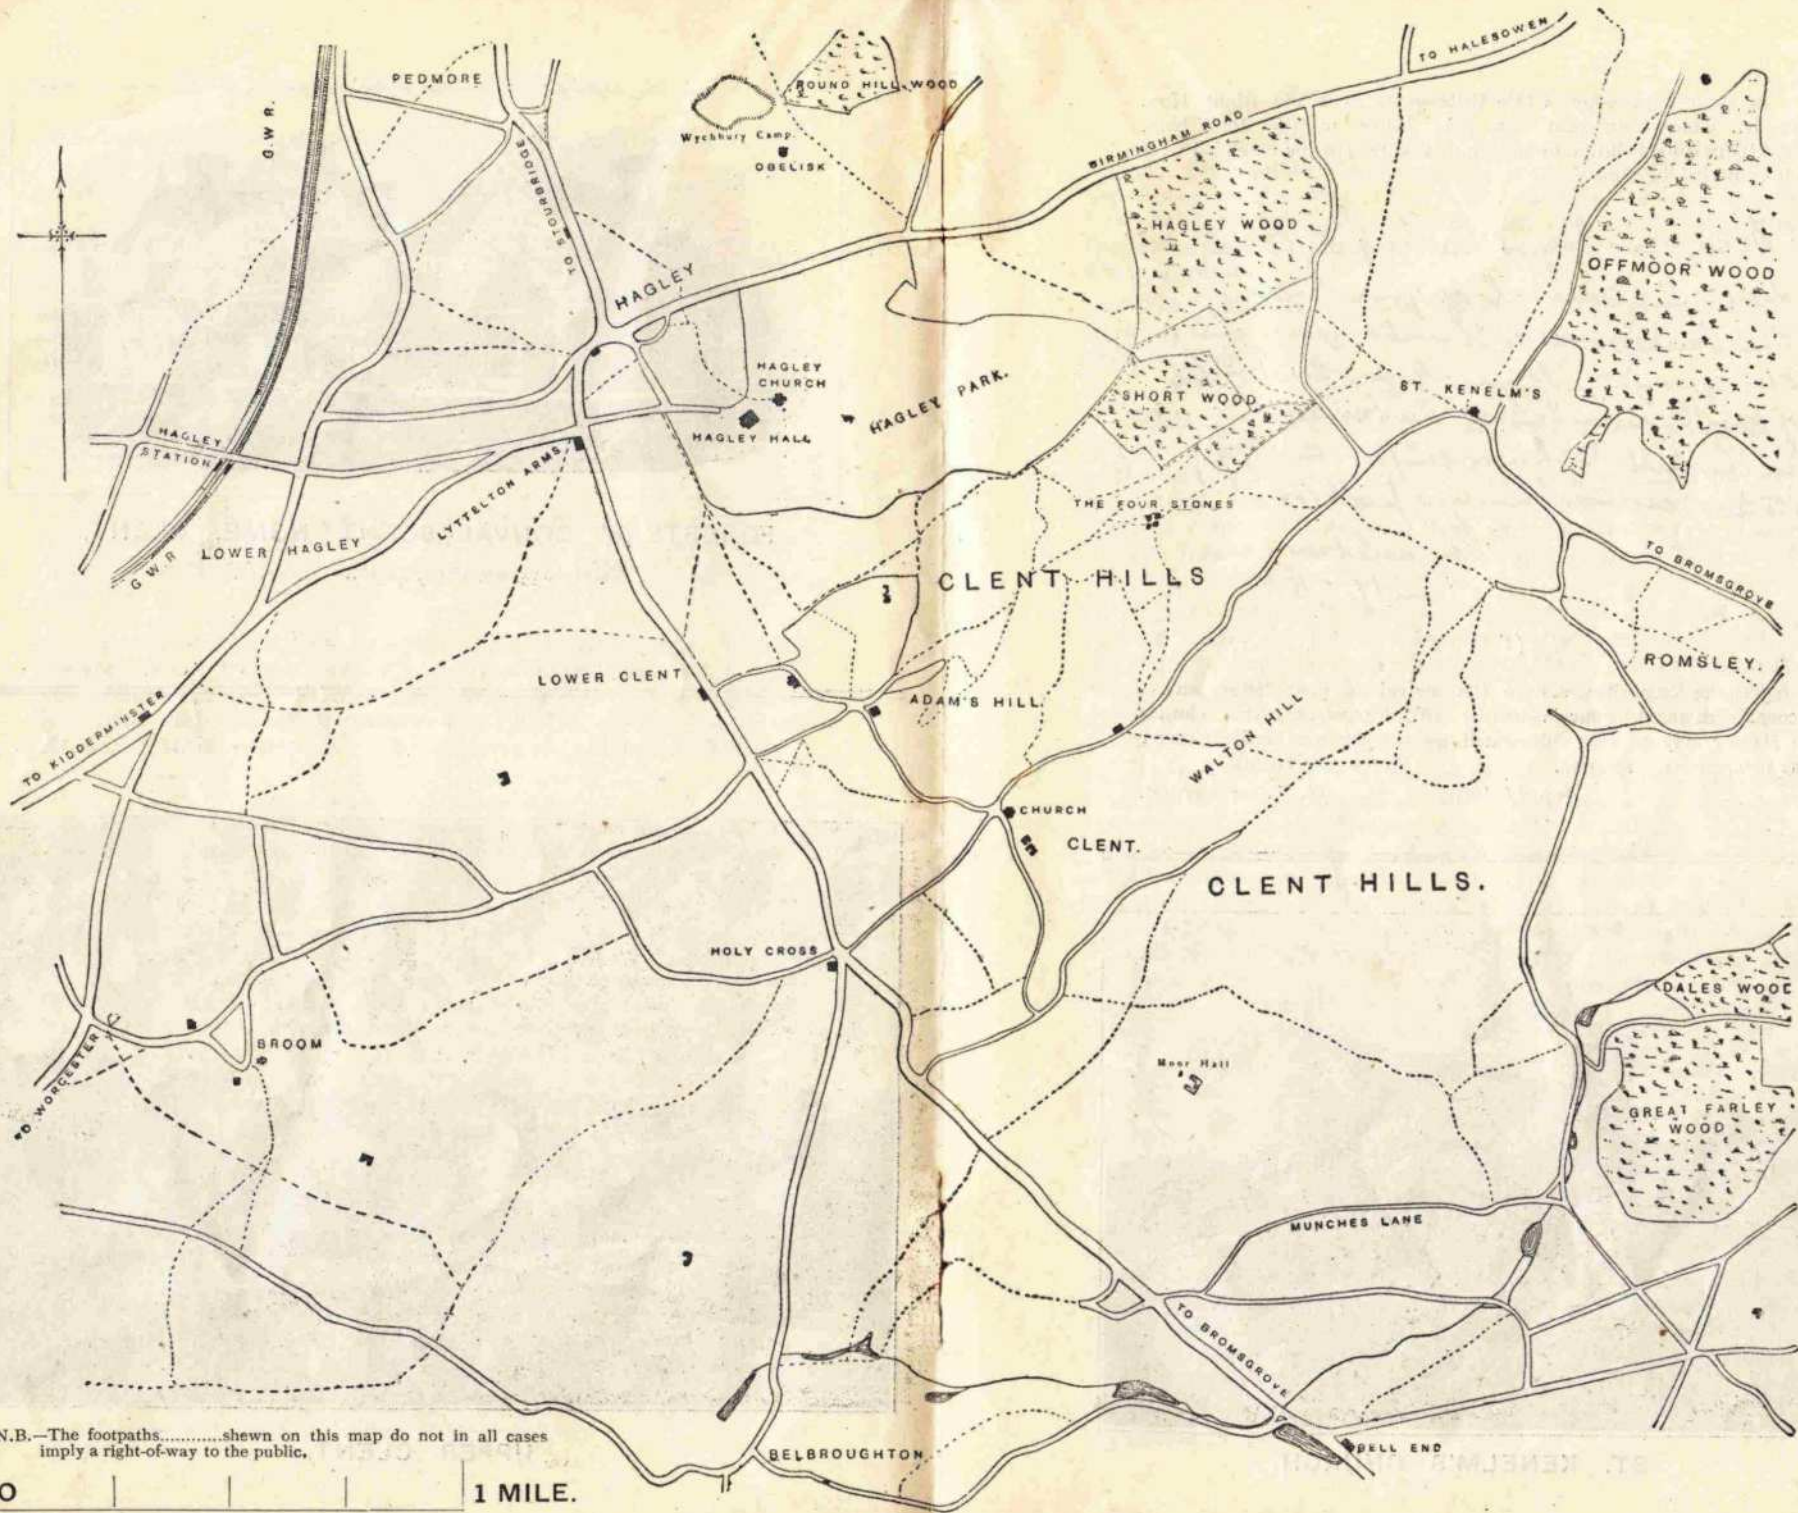 TO HALESOWEN
PEDMORE
G.W.R.
ROUND HILL WOOD
Wychbury Camp.
OBELISK
BIRMINGHAM ROAD
TO STOURBRIDGE
HAGLEY WOOD
OFFMOOR WOOD
HAGLEY
HAGLEY
CHURCH
HAGLEY PARK.
SHORT WOOD
ST. KENELM'S
HAGLEY
STATION
HAGLEY HALL
LYTTELTON ARMS
THE FOUR STONES
G.W.R
LOWER HAGLEY
CLENT HILLS
TO BROMSGROVE
ROMSLEY.
LOWER CLENT
ADAM'S HILL
TO KIDDERMINSTER
WALTON HILL
CHURCH
CLENT.
CLENT HILLS.
HOLY CROSS
DALES WOOD
BROOM
TO WORCESTER
Moor Hall
GREAT FARLEY
WOOD
MUNCHES LANE
TO BROMSGROVE
BELBROUGHTON
BELL END
N.B.—The footpaths...........shewn on this map do not in all cases
imply a right-of-way to the public.
0 1 MILE.